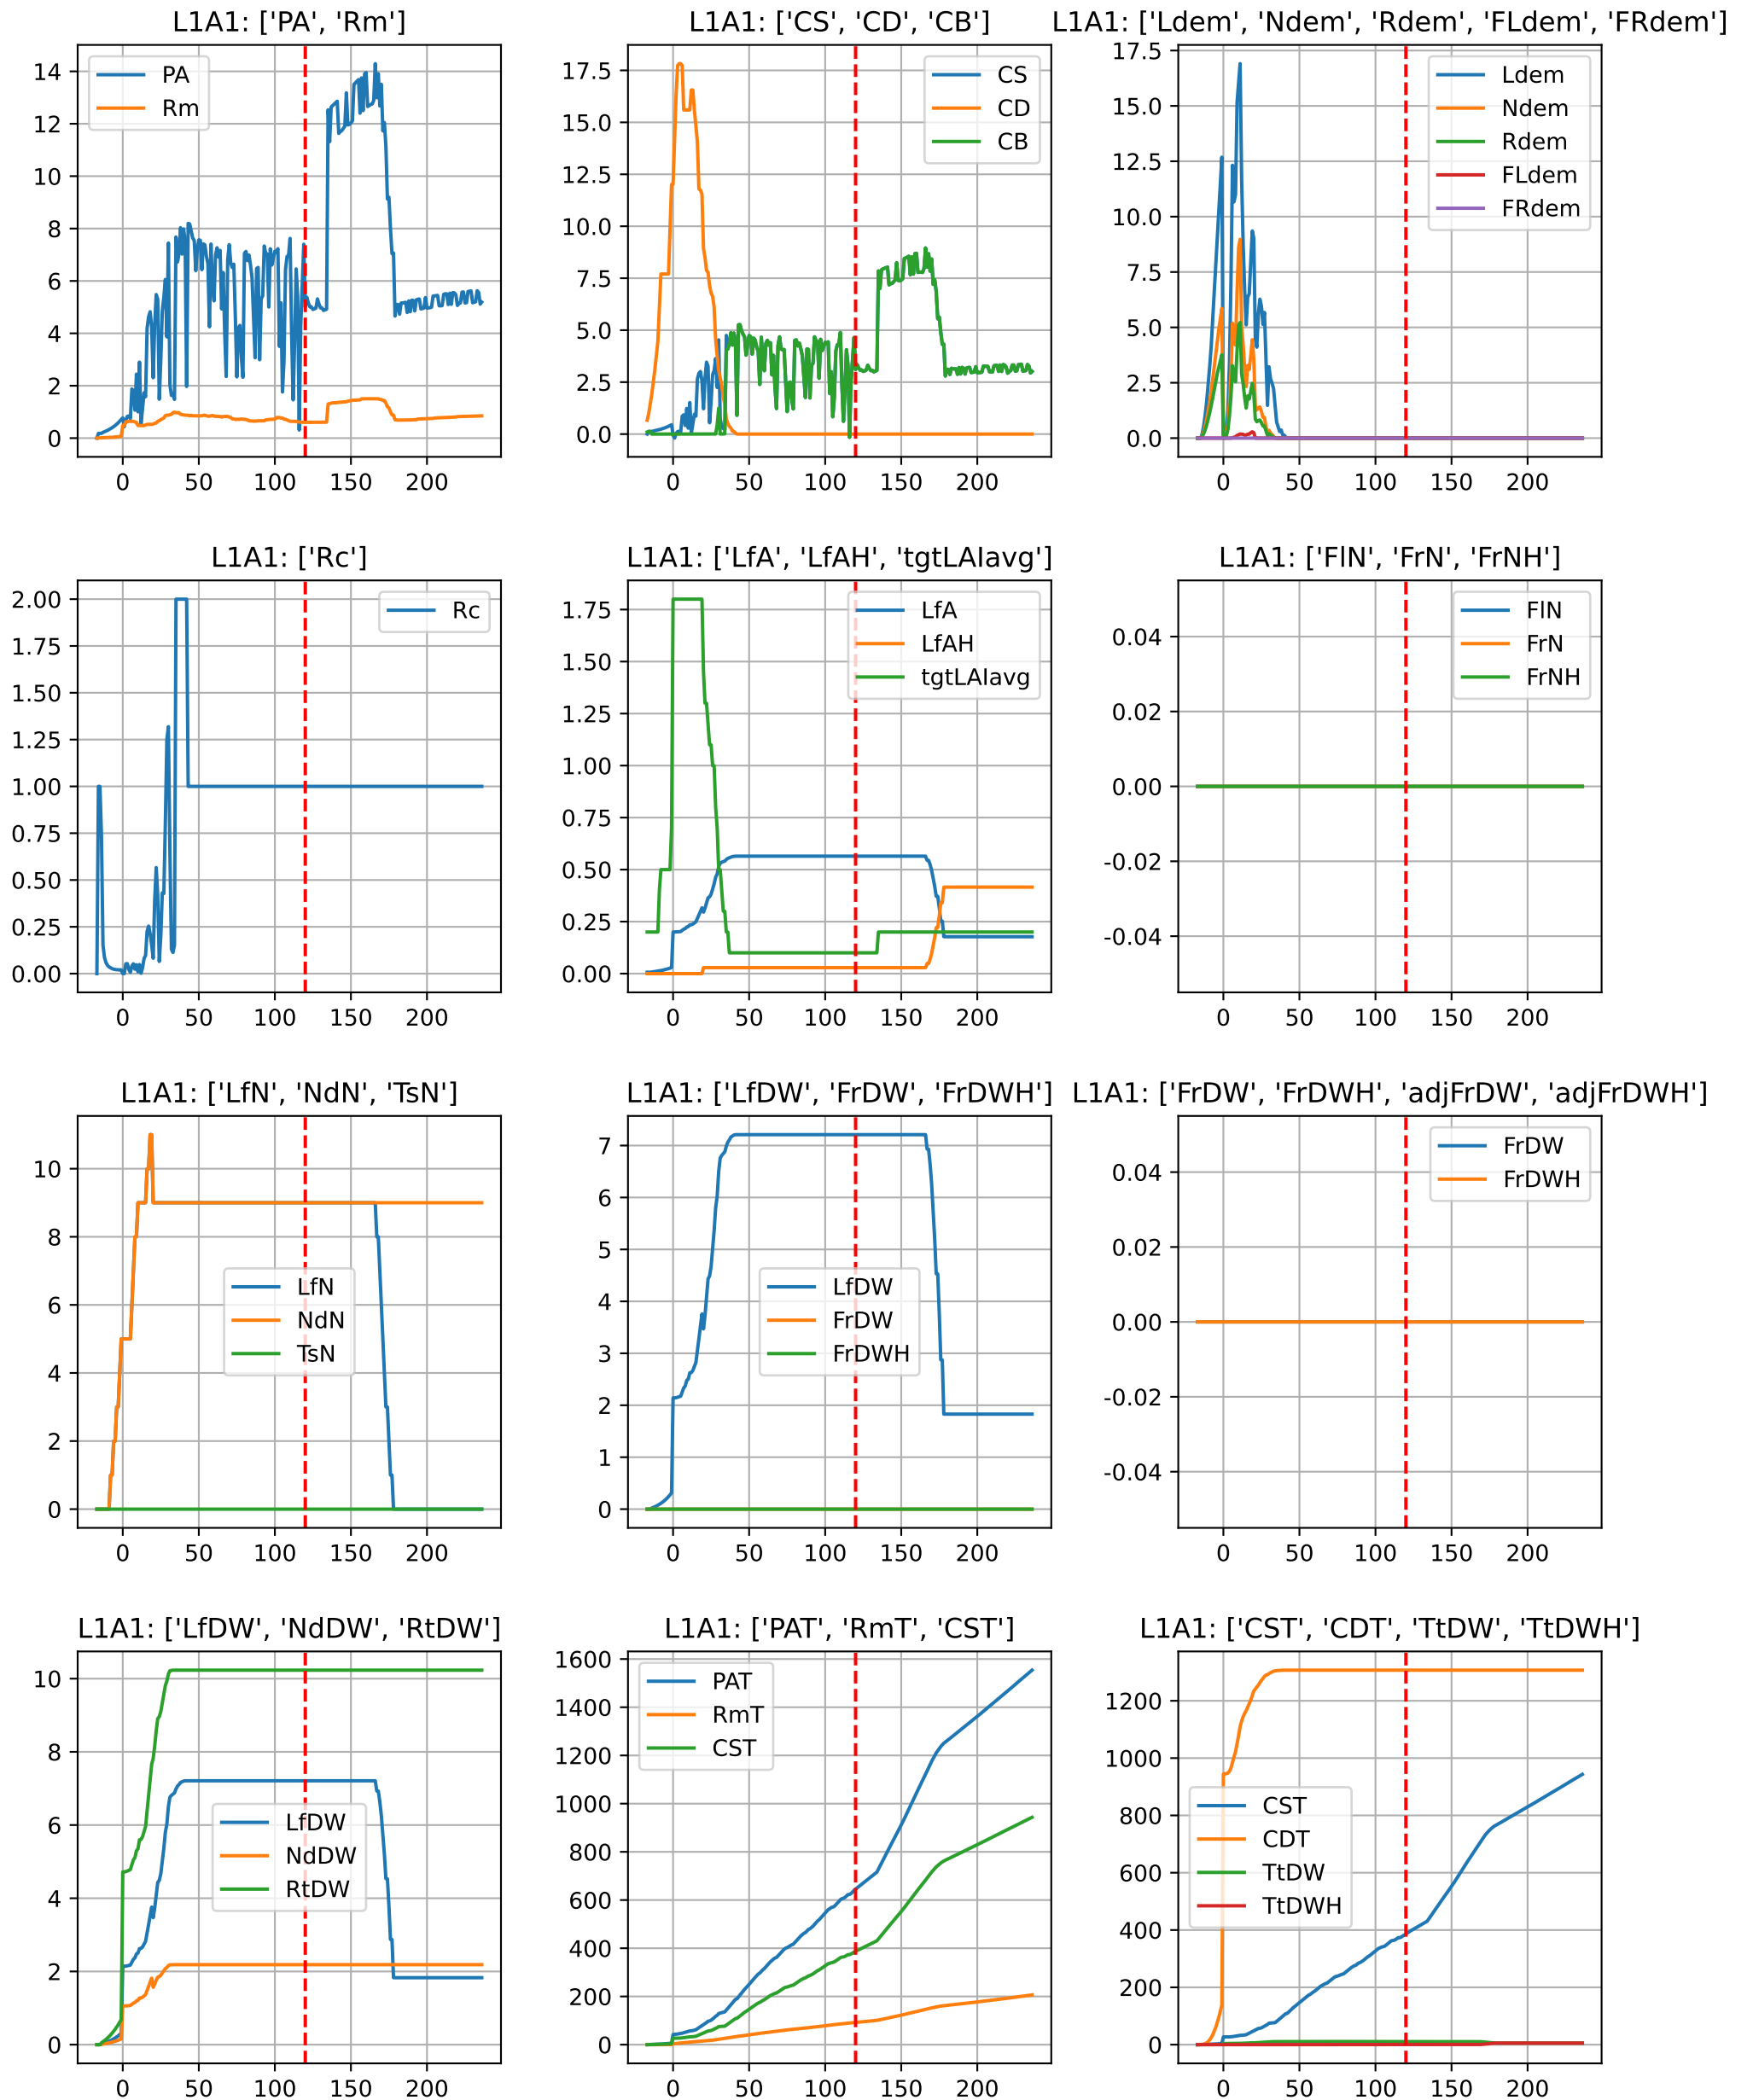 L1A1: ['PA', 'Rm']
14
12
10
8
6
4
2
0
0 50 100 150 200
PA
Rm
L1A1: ['CS', 'CD', 'CB']
17.5
15.0
12.5
10.0
7.5
5.0
2.5
0.0
0 50 100 150 200
CS
CD
CB
L1A1: ['Ldem', 'Ndem', 'Rdem', 'FLdem', 'FRdem']
17.5
15.0
12.5
10.0
7.5
5.0
2.5
0.0
0 50 100 150 200
Ldem
Ndem
Rdem
FLdem
FRdem
L1A1: ['Rc']
2.00
1.75
1.50
1.25
1.00
0.75
0.50
0.25
0.00
0 50 100 150 200
Rc
L1A1: ['LfA', 'LfAH', 'tgtLAIavg']
1.75
1.50
1.25
1.00
0.75
0.50
0.25
0.00
0 50 100 150 200
LfA
LfAH
tgtLAIavg
L1A1: ['FlN', 'FrN', 'FrNH']
0.04
0.02
0.00
-0.02
-0.04
0 50 100 150 200
FlN
FrN
FrNH
L1A1: ['LfN', 'NdN', 'TsN']
10
8
6
4
2
0
0 50 100 150 200
LfN
NdN
TsN
L1A1: ['LfDW', 'FrDW', 'FrDWH']
7
6
5
4
3
2
1
0
0 50 100 150 200
LfDW
FrDW
FrDWH
L1A1: ['FrDW', 'FrDWH', 'adjFrDW', 'adjFrDWH']
0.04
0.02
0.00
-0.02
-0.04
0 50 100 150 200
FrDW
FrDWH
L1A1: ['LfDW', 'NdDW', 'RtDW']
10
8
6
4
2
0
0 50 100 150 200
LfDW
NdDW
RtDW
L1A1: ['PAT', 'RmT', 'CST']
1600
1400
1200
1000
800
600
400
200
0
0 50 100 150 200
PAT
RmT
CST
L1A1: ['CST', 'CDT', 'TtDW', 'TtDWH']
1200
1000
800
600
400
200
0
0 50 100 150 200
CST
CDT
TtDW
TtDWH